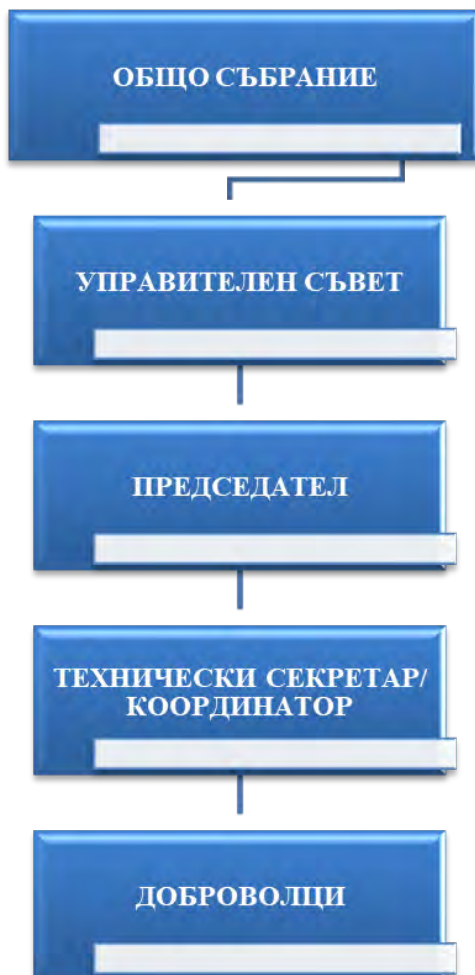 ОБЩО СЪБРАНИЕ
УПРАВИТЕЛЕН СЪВЕТ
ПРЕДСЕДАТЕЛ
ТЕХНИЧЕСКИ СЕКРЕТАР/
КООРДИНАТОР
ДОБРОВОЛЦИ